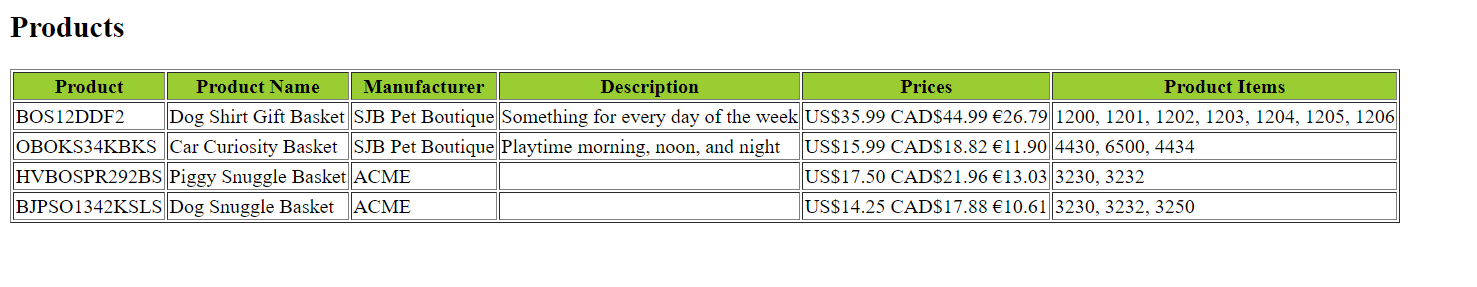 Products
Product Product Name Manufacturer Description Prices Product Items
BOS12DDF2 Dog Shirt Gift Basket SJB Pet Boutique Something for every day of the week US$35.99 CAD$44.99 €26.79 1200, 1201, 1202, 1203, 1204, 1205, 1206
OBOKS34KBKS Car Curiosity Basket SJB Pet Boutique Playtime morning, noon, and night US$15.99 CAD$18.82 €11.90 4430, 6500, 4434
HVBOSPR292BS Piggy Snuggle Basket ACME US$17.50 CAD$21.96 €13.03 3230, 3232
BJPSO1342KSLS Dog Snuggle Basket ACME US$14.25 CAD$17.88 €10.61 3230, 3232, 3250